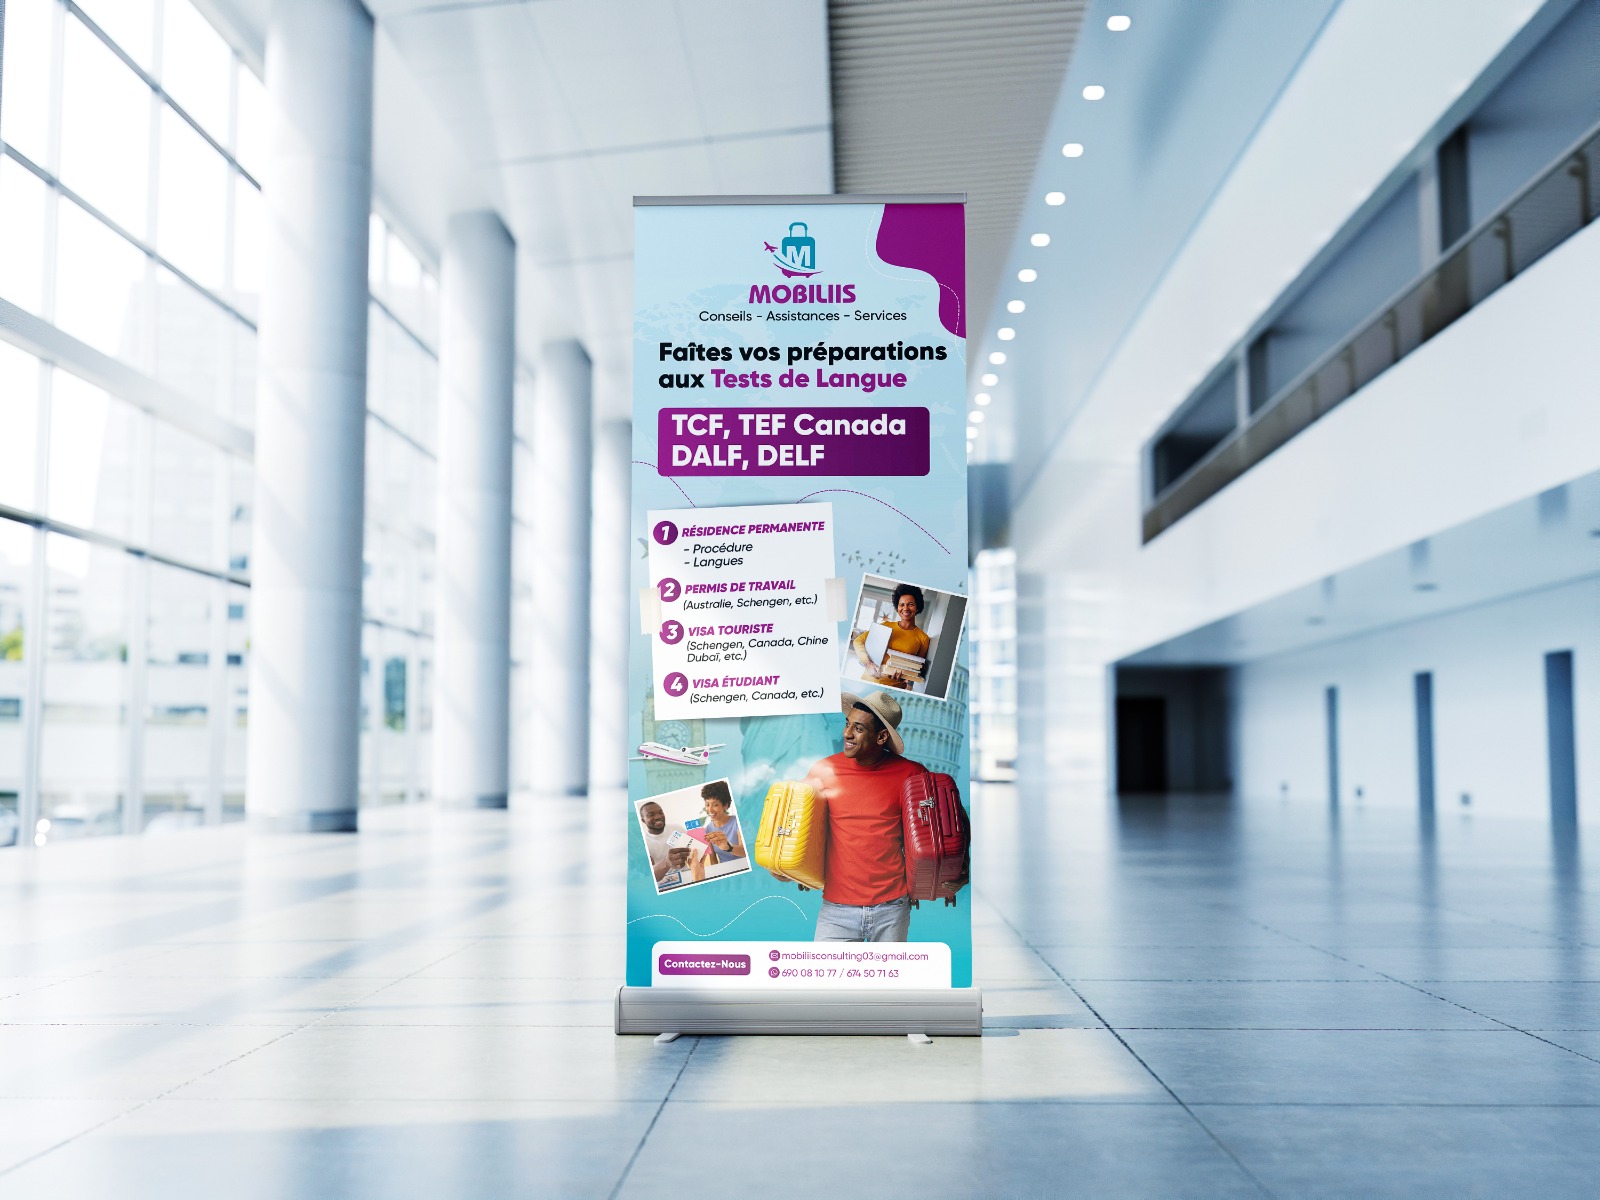 M
MOBILIIS
Conseils - Assistances - Services
Faîtes vos préparations
aux Tests de Langue
TCF, TEF Canada
DALF, DELF
1 RÉSIDENCE PERMANENTE
- Procédure
- Langues
2 PERMIS DE TRAVAIL
(Australie, Schengen, etc.)
3 VISA TOURISTE
(Schengen, Canada, Chine
Dubaï, etc.)
4 VISA ÉTUDIANT
(Schengen, Canada, etc.)
Contactez-Nous
mobiliisconsulting03@gmail.com
690 08 10 77 / 674 50 71 63